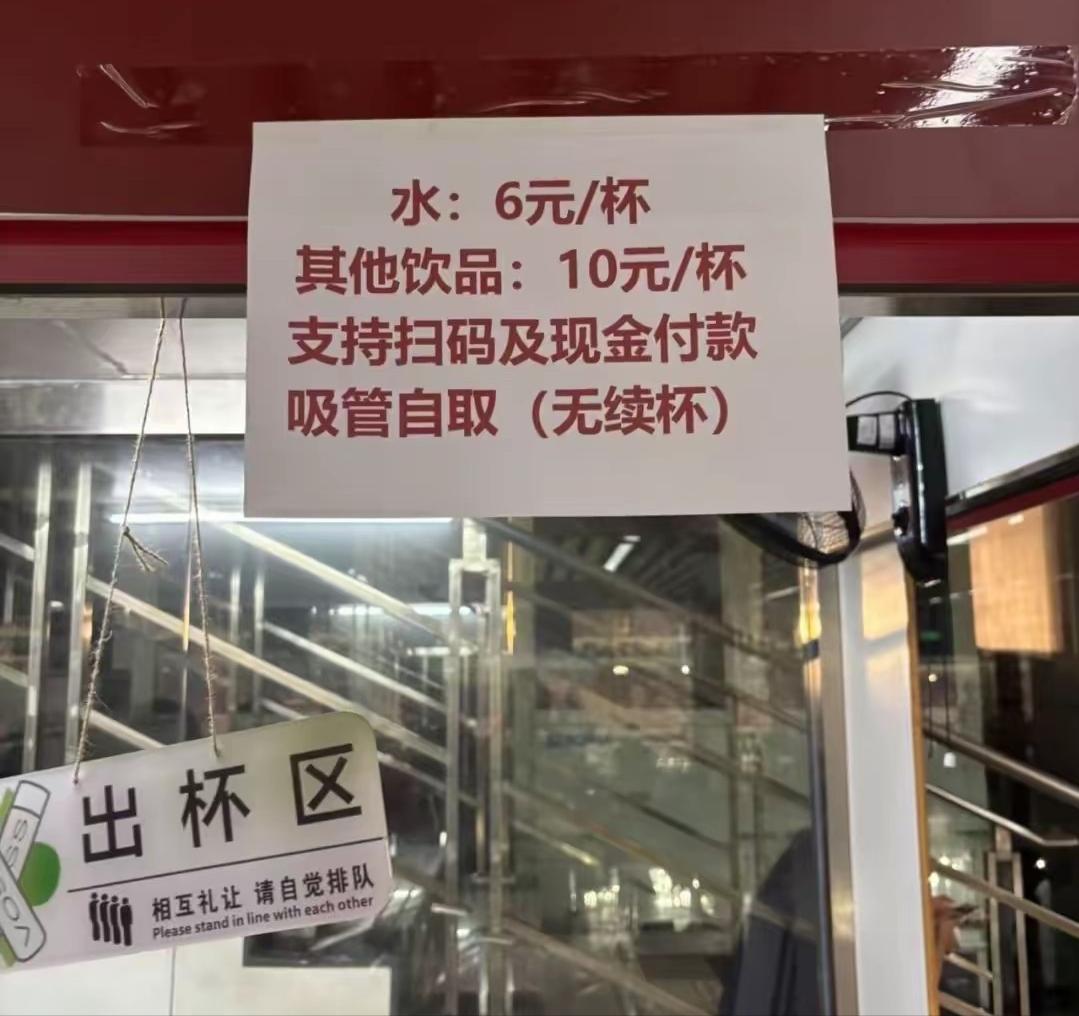 水：6元/杯
其他饮品：10元/杯
支持扫码及现金付款
吸管自取（无续杯）
出杯区
相互礼让 请自觉排队
Please stand in line with each other